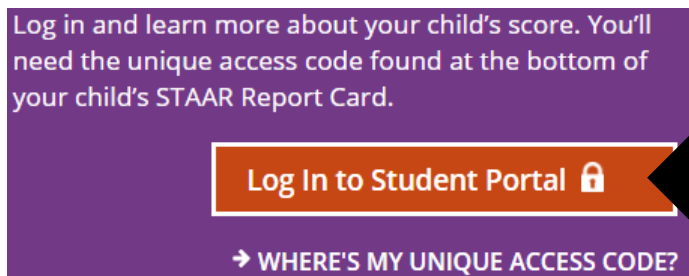 Log in and learn more about your child's score. You'll
need the unique access code found at the bottom of
your child's STAAR Report Card.
Log In to Student Portal
WHERE'S MY UNIQUE ACCESS CODE?